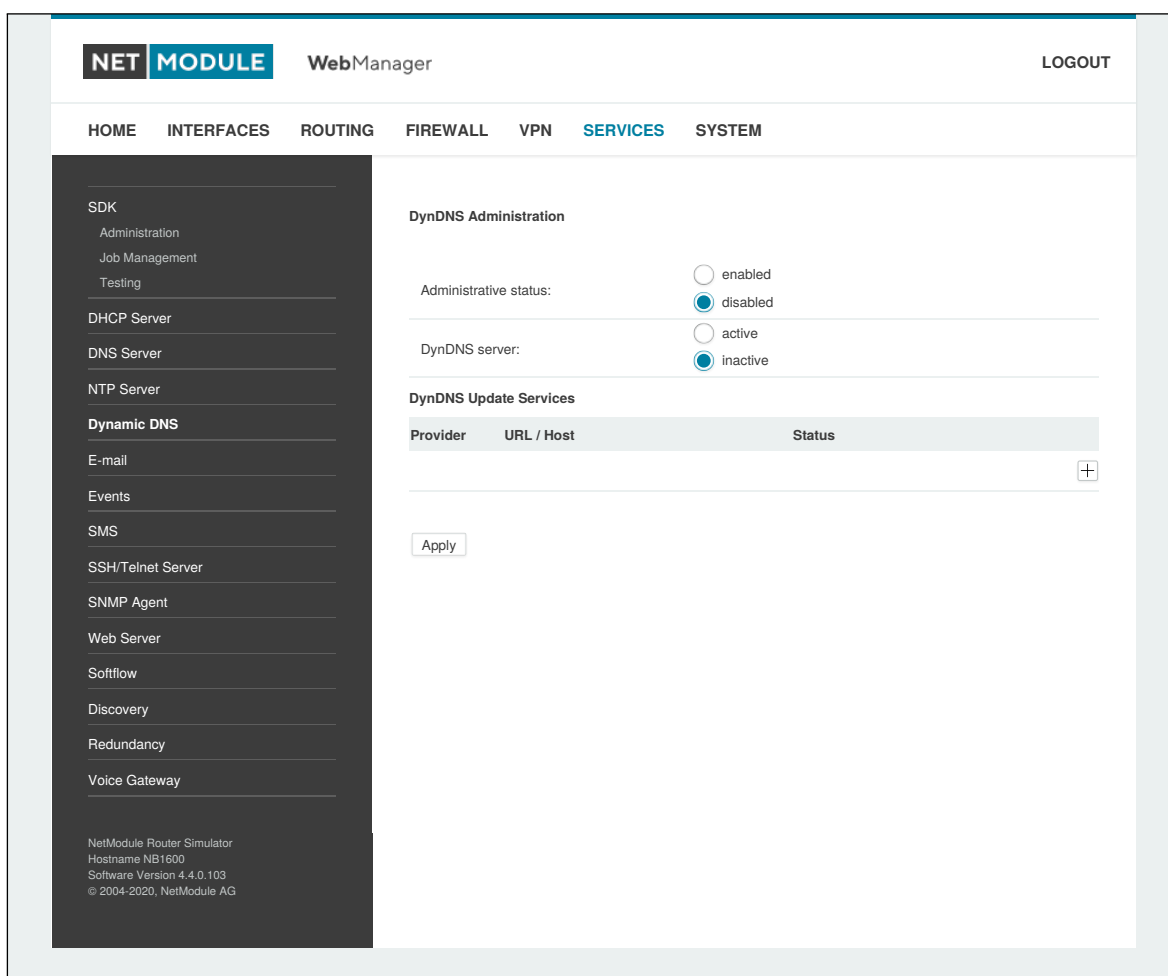 NET MODULE WebManager LOGOUT
HOME INTERFACES ROUTING FIREWALL VPN SERVICES SYSTEM
SDK
Administration
Job Management
Testing
DHCP Server
DNS Server
NTP Server
Dynamic DNS
E-mail
Events
SMS
SSH/Telnet Server
SNMP Agent
Web Server
Softflow
Discovery
Redundancy
Voice Gateway
NetModule Router Simulator
Hostname NB1600
Software Version 4.4.0.103
© 2004-2020, NetModule AG
DynDNS Administration
Administrative status:
enabled
disabled
DynDNS server:
active
inactive
DynDNS Update Services
Provider URL / Host Status
Apply